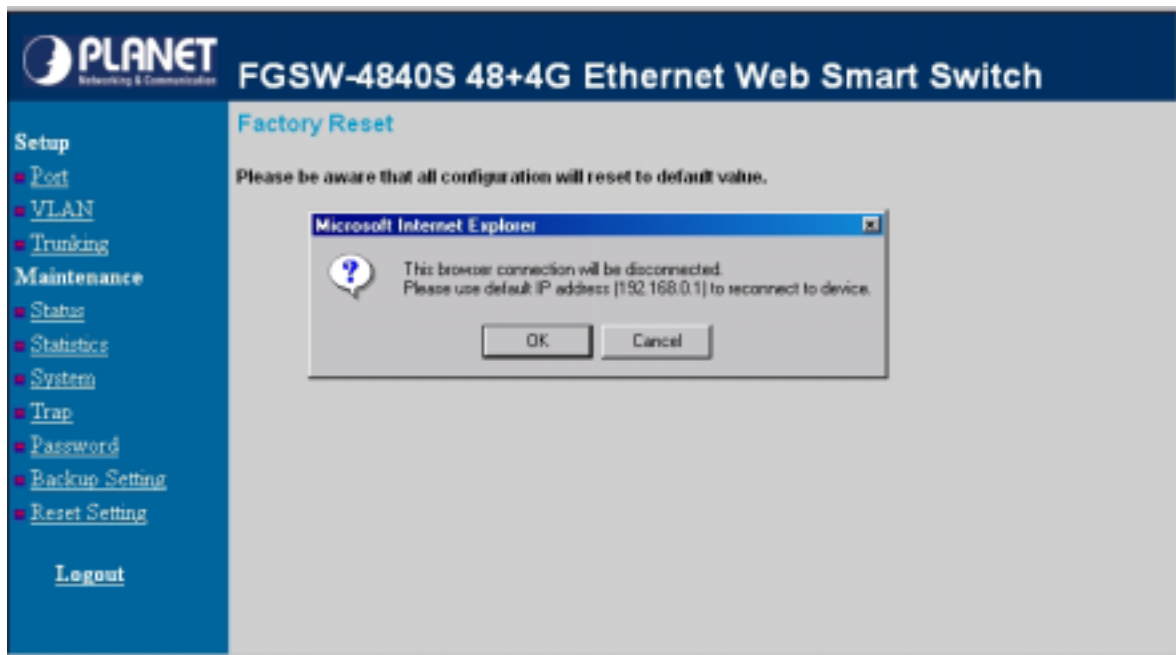 PLANET
Networking & Communication
FGSW-4840S 48+4G Ethernet Web Smart Switch
Setup
Port
VLAN
Trunking
Maintenance
Status
Statistics
System
Trap
Password
Backup Setting
Reset Setting
Logout
Factory Reset
Please be aware that all configuration will reset to default value.
Microsoft Internet Explorer
This browser connection will be disconnected.
Please use default IP address (192.168.0.1) to reconnect to device.
OK
Cancel